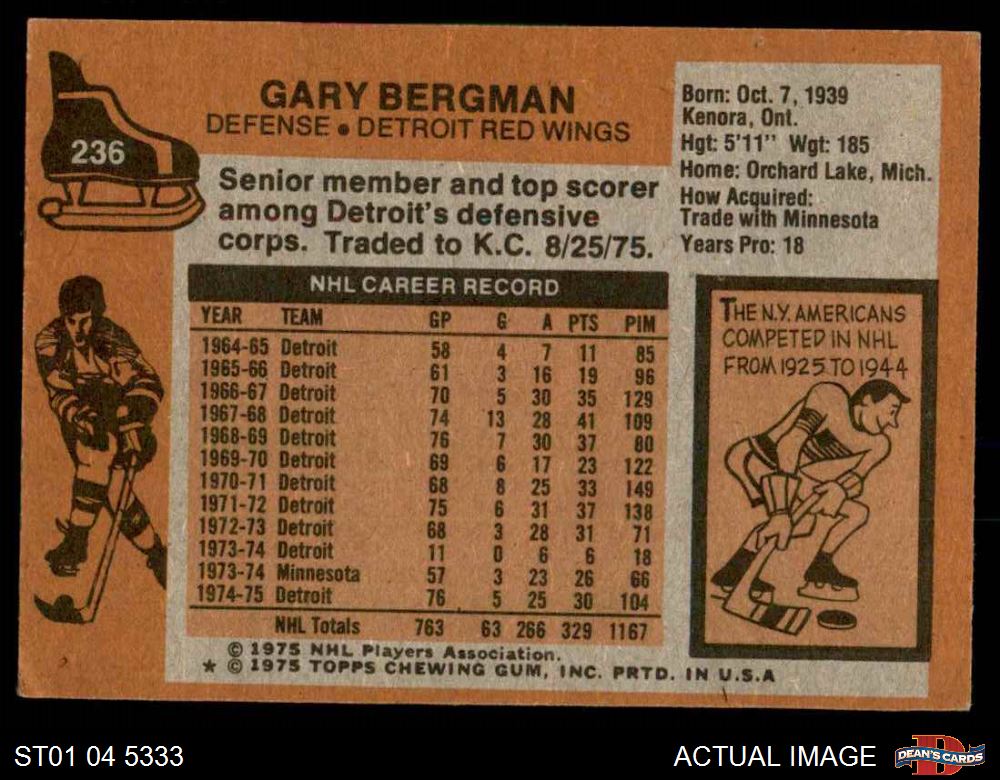 GARY BERGMAN
DEFENSE • DETROIT RED WINGS
236
Senior member and top scorer
among Detroit's defensive
corps. Traded to K.C. 8/25/75.
Born: Oct. 7, 1939
Kenora, Ont.
Hgt: 5'11" Wgt: 185
Home: Orchard Lake, Mich.
How Acquired:
Trade with Minnesota
Years Pro: 18
NHL CAREER RECORD
YEAR TEAM GP G A PTS PIM
1964-65 Detroit 58 4 7 11 85
1965-66 Detroit 61 3 16 19 96
1966-67 Detroit 70 5 30 35 129
1967-68 Detroit 74 13 28 41 109
1968-69 Detroit 76 7 30 37 80
1969-70 Detroit 69 6 17 23 122
1970-71 Detroit 68 8 25 33 149
1971-72 Detroit 75 6 31 37 138
1972-73 Detroit 68 3 28 31 71
1973-74 Detroit 11 0 6 6 18
1973-74 Minnesota 57 3 23 26 66
1974-75 Detroit 76 5 25 30 104
NHL Totals 763 63 266 329 1167
© 1975 NHL Players Association.
* © 1975 TOPPS CHEWING GUM, INC. PRTD. IN U.S.A
THE N.Y. AMERICANS
COMPETED IN NHL
FROM 1925 TO 1944
ST01 04 5333
ACTUAL IMAGE
D
DEAN'S CARDS